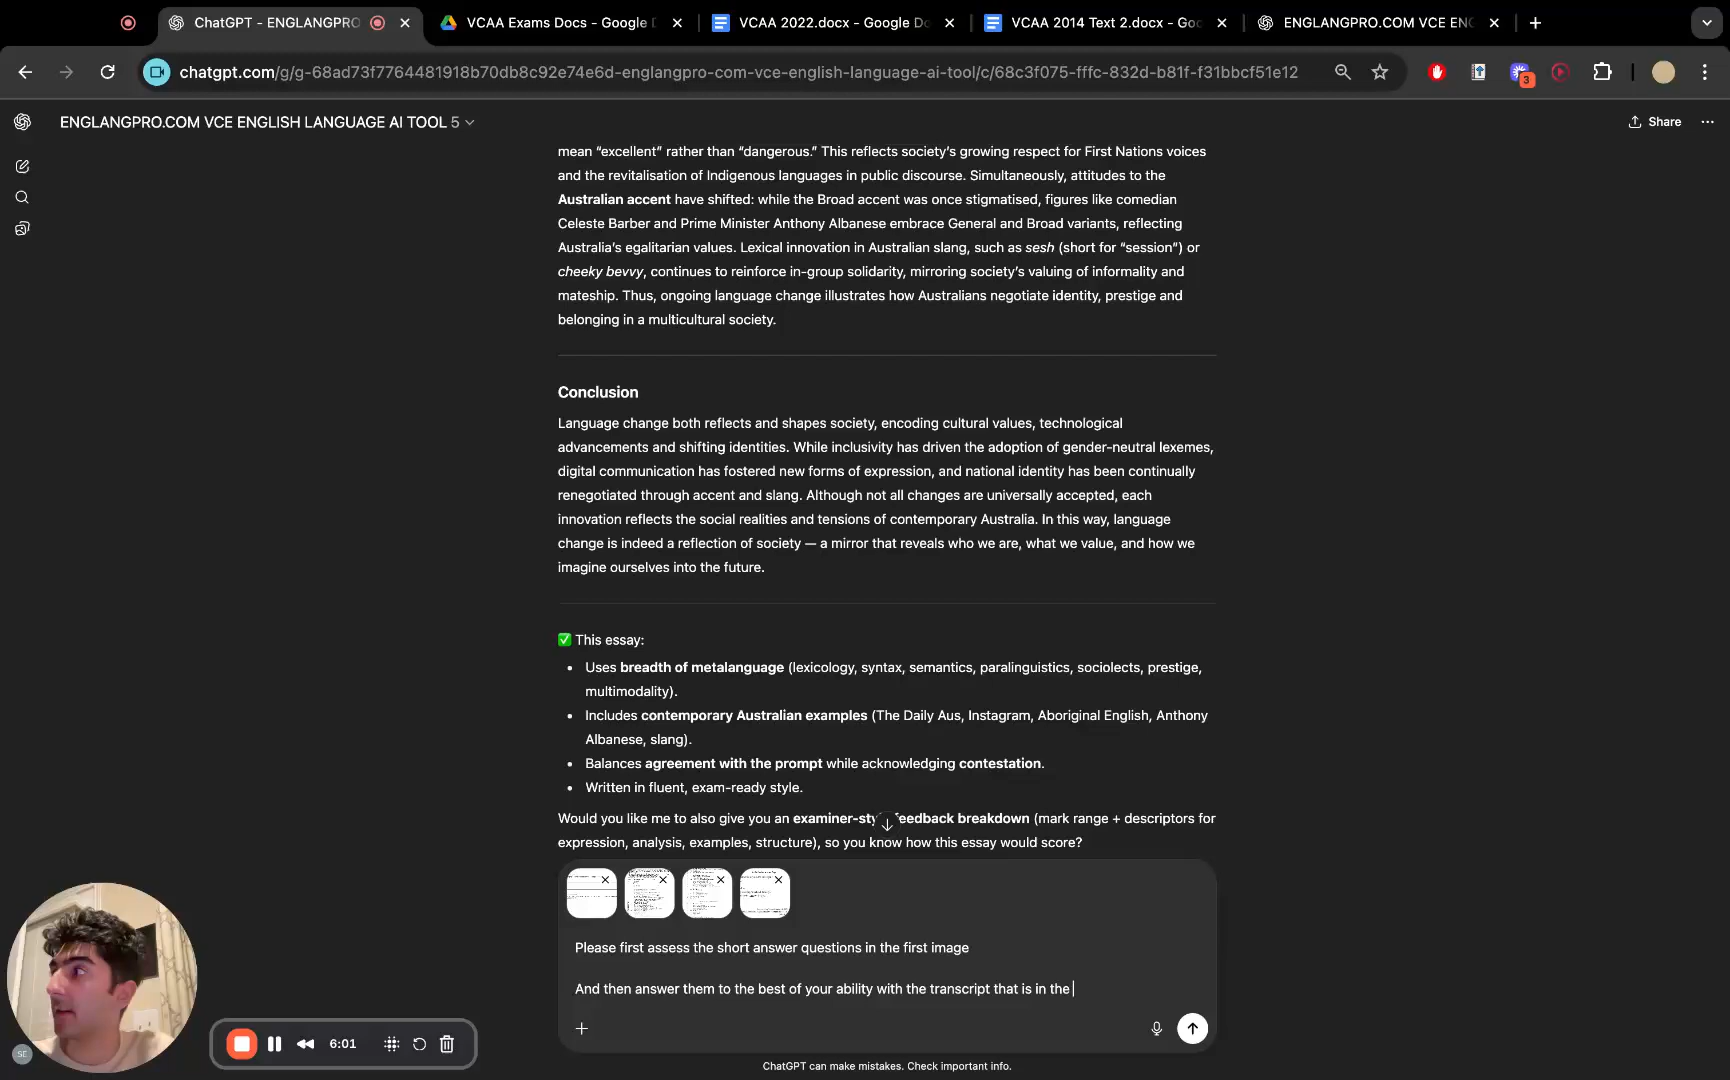 ChatGPT - ENGLANGPRO
VCAA Exams Docs - Google D
VCAA 2022.docx - Google Do
VCAA 2014 Text 2.docx - Goo
ENGLANGPRO.COM VCE ENG
chatgpt.com/g/g-68ad73f7764481918b70db8c92e74e6d-englangpro-com-vce-english-language-ai-tool/c/68c3f075-fffc-832d-b81f-f31bbcf51e12
3
ENGLANGPRO.COM VCE ENGLISH LANGUAGE AI TOOL 5
Share
mean “excellent” rather than “dangerous.” This reflects society’s growing respect for First Nations voices
and the revitalisation of Indigenous languages in public discourse. Simultaneously, attitudes to the
Australian accent have shifted: while the Broad accent was once stigmatised, figures like comedian
Celeste Barber and Prime Minister Anthony Albanese embrace General and Broad variants, reflecting
Australia’s egalitarian values. Lexical innovation in Australian slang, such as sesh (short for “session”) or
cheeky bevvy, continues to reinforce in-group solidarity, mirroring society’s valuing of informality and
mateship. Thus, ongoing language change illustrates how Australians negotiate identity, prestige and
belonging in a multicultural society.
Conclusion
Language change both reflects and shapes society, encoding cultural values, technological
advancements and shifting identities. While inclusivity has driven the adoption of gender-neutral lexemes,
digital communication has fostered new forms of expression, and national identity has been continually
renegotiated through accent and slang. Although not all changes are universally accepted, each
innovation reflects the social realities and tensions of contemporary Australia. In this way, language
change is indeed a reflection of society — a mirror that reveals who we are, what we value, and how we
imagine ourselves into the future.
✅ This essay:
• Uses breadth of metalanguage (lexicology, syntax, semantics, paralinguistics, sociolects, prestige,
multimodality).
• Includes contemporary Australian examples (The Daily Aus, Instagram, Aboriginal English, Anthony
Albanese, slang).
• Balances agreement with the prompt while acknowledging contestation.
• Written in fluent, exam-ready style.
Would you like me to also give you an examiner-sty feedback breakdown (mark range + descriptors for
expression, analysis, examples, structure), so you know how this essay would score?
Please first assess the short answer questions in the first image
And then answer them to the best of your ability with the transcript that is in the
SE
6:01
ChatGPT can make mistakes. Check important info.